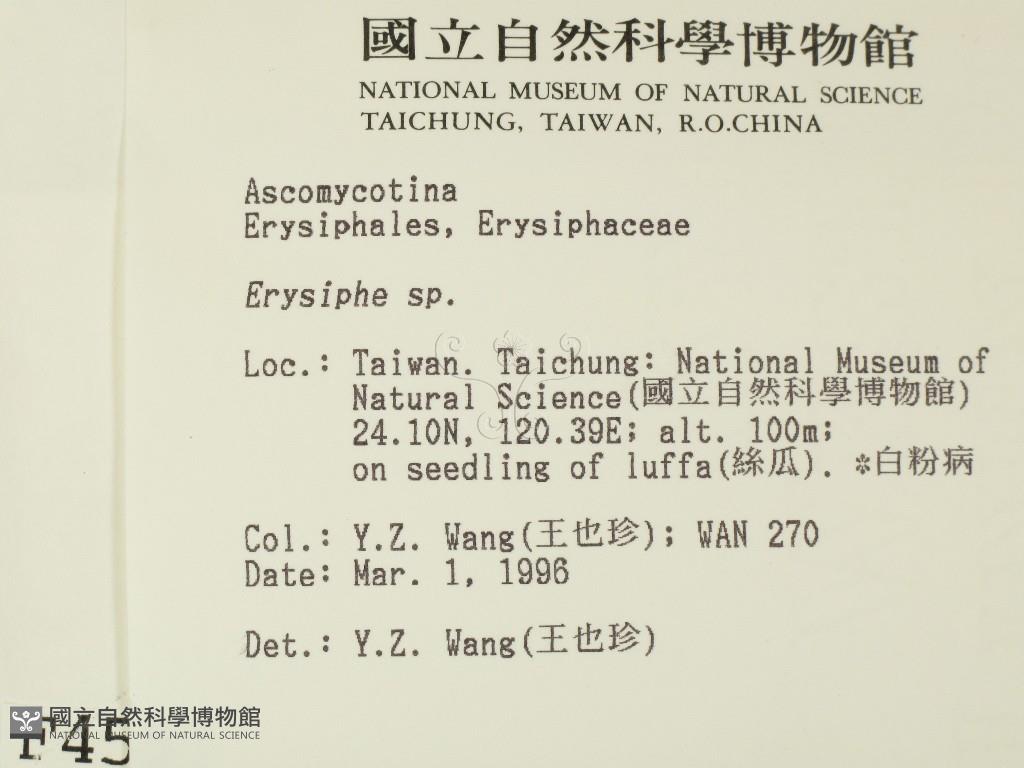 國立自然科學博物館
NATIONAL MUSEUM OF NATURAL SCIENCE
TAICHUNG, TAIWAN, R.O.CHINA
Ascomycotina
Erysiphales, Erysiphaceae
Erysiphe sp.
Loc.: Taiwan. Taichung: National Museum of
Natural Science(國立自然科學博物館)
24.10N, 120.39E; alt. 100m;
on seedling of luffa(絲瓜). *白粉病
Col.: Y.Z. Wang(王也珍); WAN 270
Date: Mar. 1, 1996
Det.: Y.Z. Wang(王也珍)
國立自然科學博物館
NATIONAL MUSEUM OF NATURAL SCIENCE
F45